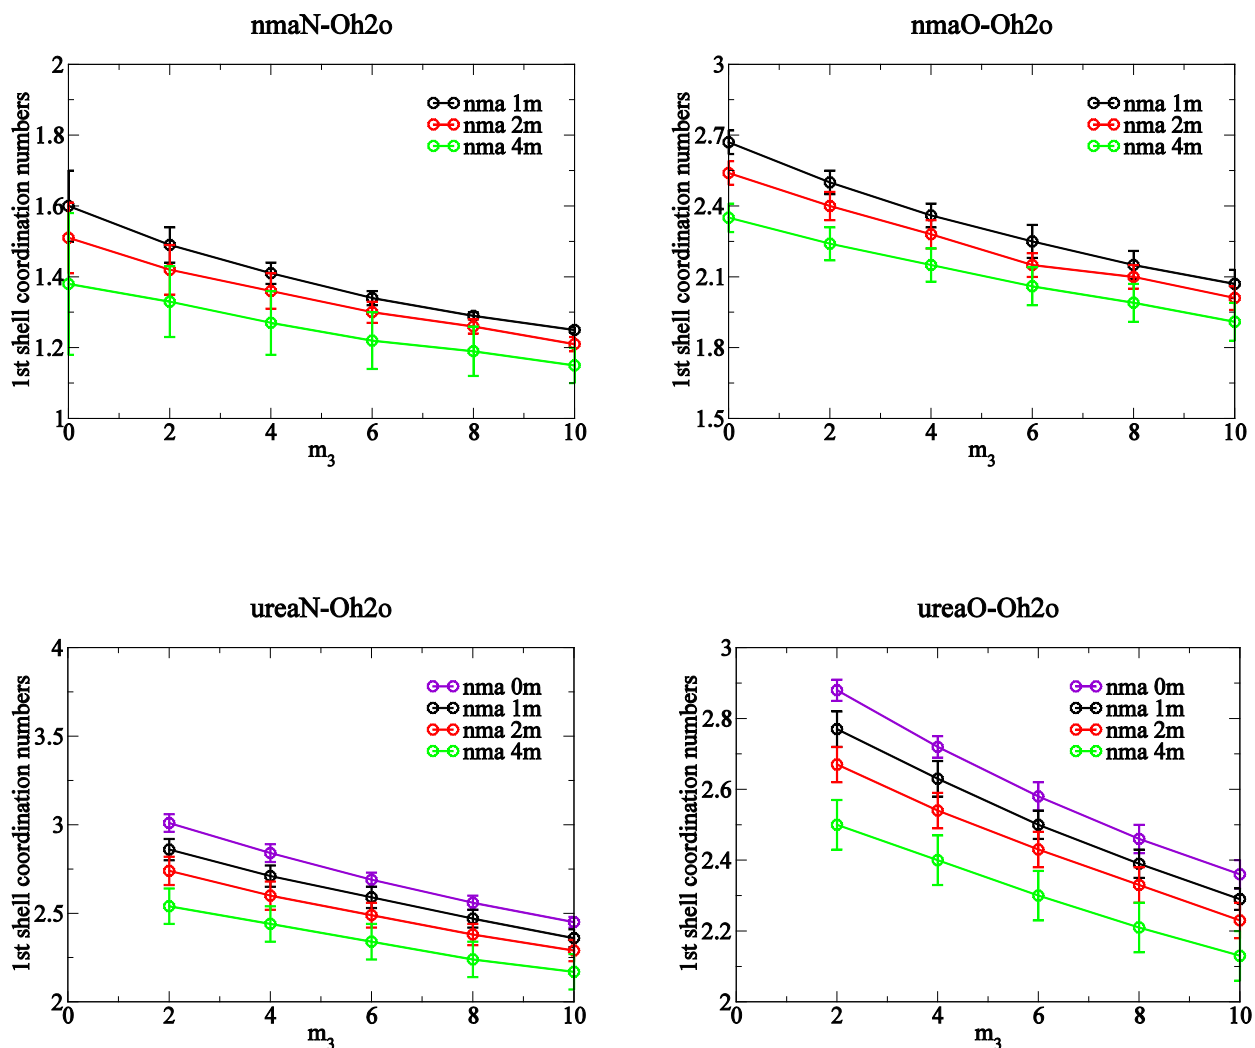 nmaN-Oh2o
2
1.8
1.6
1.4
1.2
1
1st shell coordination numbers
nma 1m
nma 2m
nma 4m
0 2 4 6 8 10
m3
nmaO-Oh2o
3
2.7
2.4
2.1
1.8
1.5
1st shell coordination numbers
nma 1m
nma 2m
nma 4m
0 2 4 6 8 10
m3
ureaN-Oh2o
4
3.5
3
2.5
2
1st shell coordination numbers
nma 0m
nma 1m
nma 2m
nma 4m
0 2 4 6 8 10
m3
ureaO-Oh2o
3
2.8
2.6
2.4
2.2
2
1st shell coordination numbers
nma 0m
nma 1m
nma 2m
nma 4m
0 2 4 6 8 10
m3